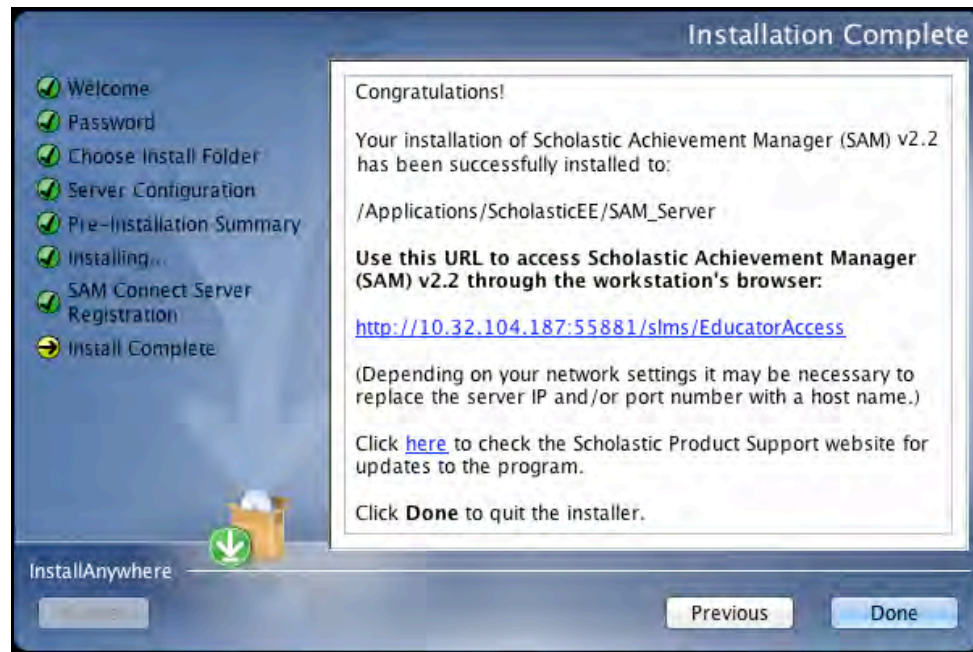 Installation Complete
Welcome
Password
Choose Install Folder
Server Configuration
Pre-Installation Summary
Installing...
SAM Connect Server
Registration
Install Complete
Congratulations!
Your installation of Scholastic Achievement Manager (SAM) v2.2
has been successfully installed to:
/Applications/ScholasticEE/SAM_Server
Use this URL to access Scholastic Achievement Manager
(SAM) v2.2 through the workstation's browser:
http://10.32.104.187:55881/slms/EducatorAccess
(Depending on your network settings it may be necessary to
replace the server IP and/or port number with a host name.)
Click here to check the Scholastic Product Support website for
updates to the program.
Click Done to quit the installer.
InstallAnywhere
Previous
Done